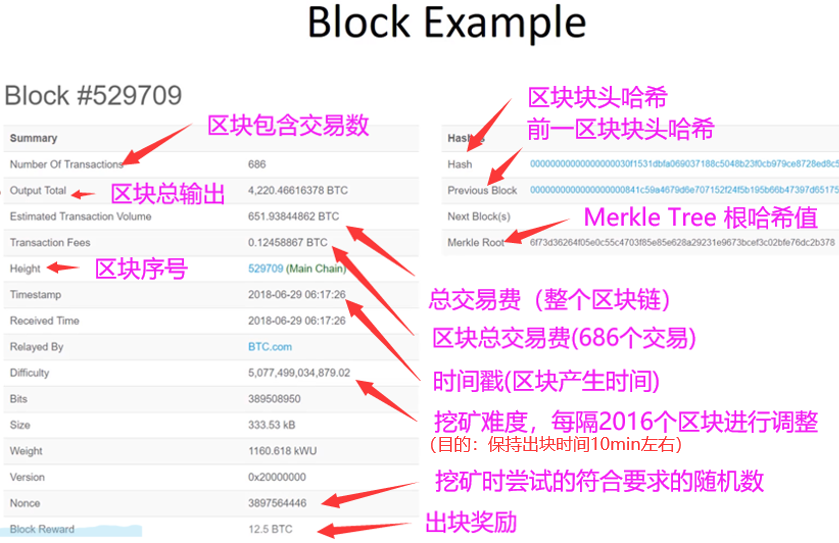 Block Example
Block #529709
区块包含交易数
Summary
Number Of Transactions 686
Output Total 4,220.46616378 BTC
区块总输出
Estimated Transaction Volume 651.93844862 BTC
Transaction Fees 0.12458867 BTC
Height 529709 (Main Chain)
区块序号
Timestamp 2018-06-29 06:17:26
Received Time 2018-06-29 06:17:26
Relayed By BTC.com
Difficulty 5,077,499,034,879.02
Bits 389508950
Size 333.53 kB
Weight 1160.618 kWU
Version 0x20000000
Nonce 3897564446
Block Reward 12.5 BTC
区块块头哈希
前一区块块头哈希
Hashes
Hash
Previous Block
Next Block(s)
Merkle Tree 根哈希值
Merkle Root 6f73d36264f05e0c55c4703f85e85e628a29231e9673bcef3c02bfe76dc2b378
总交易费（整个区块链）
区块总交易费(686个交易)
时间戳(区块产生时间)
挖矿难度，每隔2016个区块进行调整
(目的：保持出块时间10min左右)
挖矿时尝试的符合要求的随机数
出块奖励